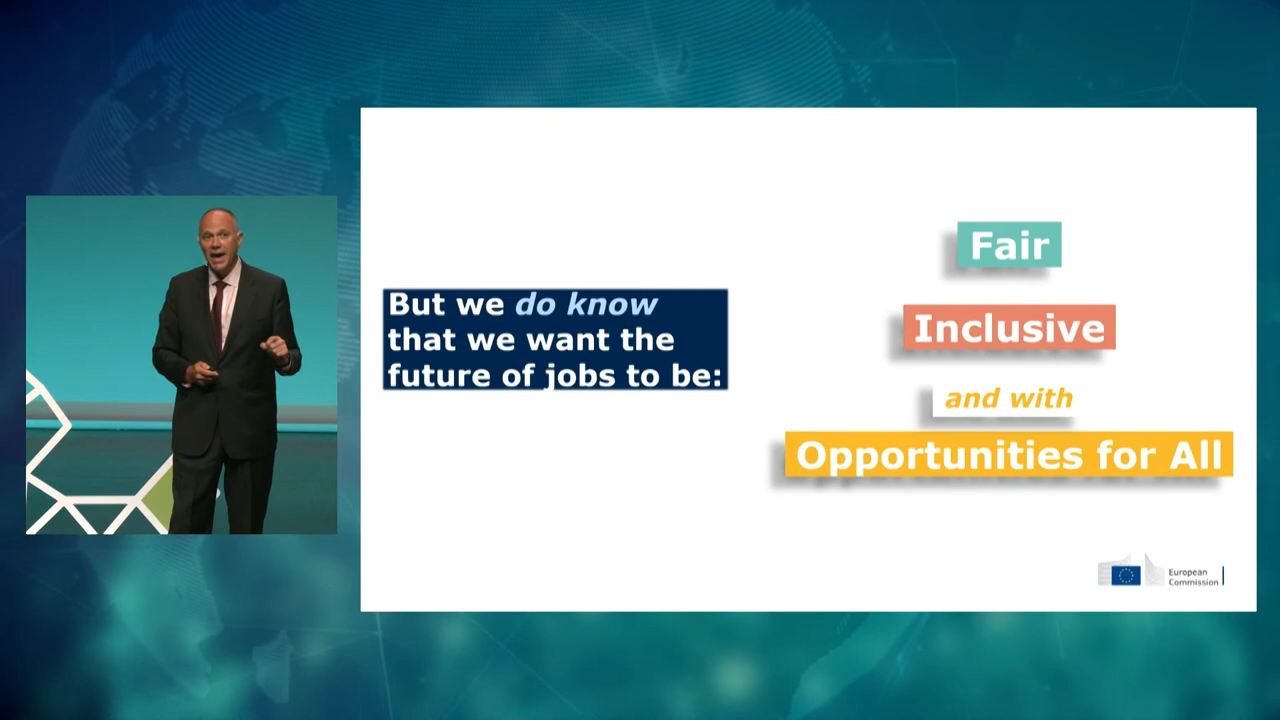 But we do know
that we want the
future of jobs to be:
Fair
Inclusive
and with
Opportunities for All
European
Commission